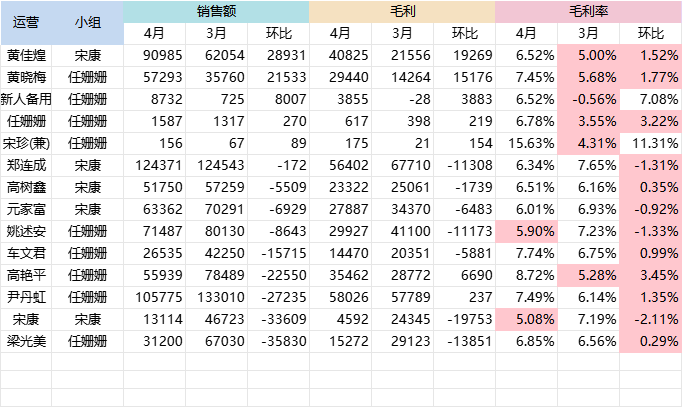 运营 小组 销售额 毛利 毛利率
4月 3月 环比 4月 3月 环比 4月 3月 环比
黄佳煌 宋康 90985 62054 28931 40825 21556 19269 6.52% 5.00% 1.52%
黄晓梅 任姗姗 57293 35760 21533 29440 14264 15176 7.45% 5.68% 1.77%
新人备用 任姗姗 8732 725 8007 3855 -28 3883 6.52% -0.56% 7.08%
任姗姗 任姗姗 1587 1317 270 617 398 219 6.78% 3.55% 3.22%
宋珍(兼) 任姗姗 156 67 89 175 21 154 15.63% 4.31% 11.31%
郑连成 宋康 124371 124543 -172 56402 67710 -11308 6.34% 7.65% -1.31%
高树鑫 宋康 51750 57259 -5509 23322 25061 -1739 6.51% 6.16% 0.35%
元家富 宋康 63362 70291 -6929 27887 34370 -6483 6.01% 6.93% -0.92%
姚述安 任姗姗 71487 80130 -8643 29927 41100 -11173 5.90% 7.23% -1.33%
车文君 任姗姗 26535 42250 -15715 14470 20351 -5881 7.74% 6.75% 0.99%
高艳平 任姗姗 55939 78489 -22550 35462 28772 6690 8.72% 5.28% 3.45%
尹丹虹 任姗姗 105775 133010 -27235 58026 57789 237 7.49% 6.14% 1.35%
宋康 宋康 13114 46723 -33609 4592 24345 -19753 5.08% 7.19% -2.11%
梁光美 任姗姗 31200 67030 -35830 15272 29123 -13851 6.85% 6.56% 0.29%